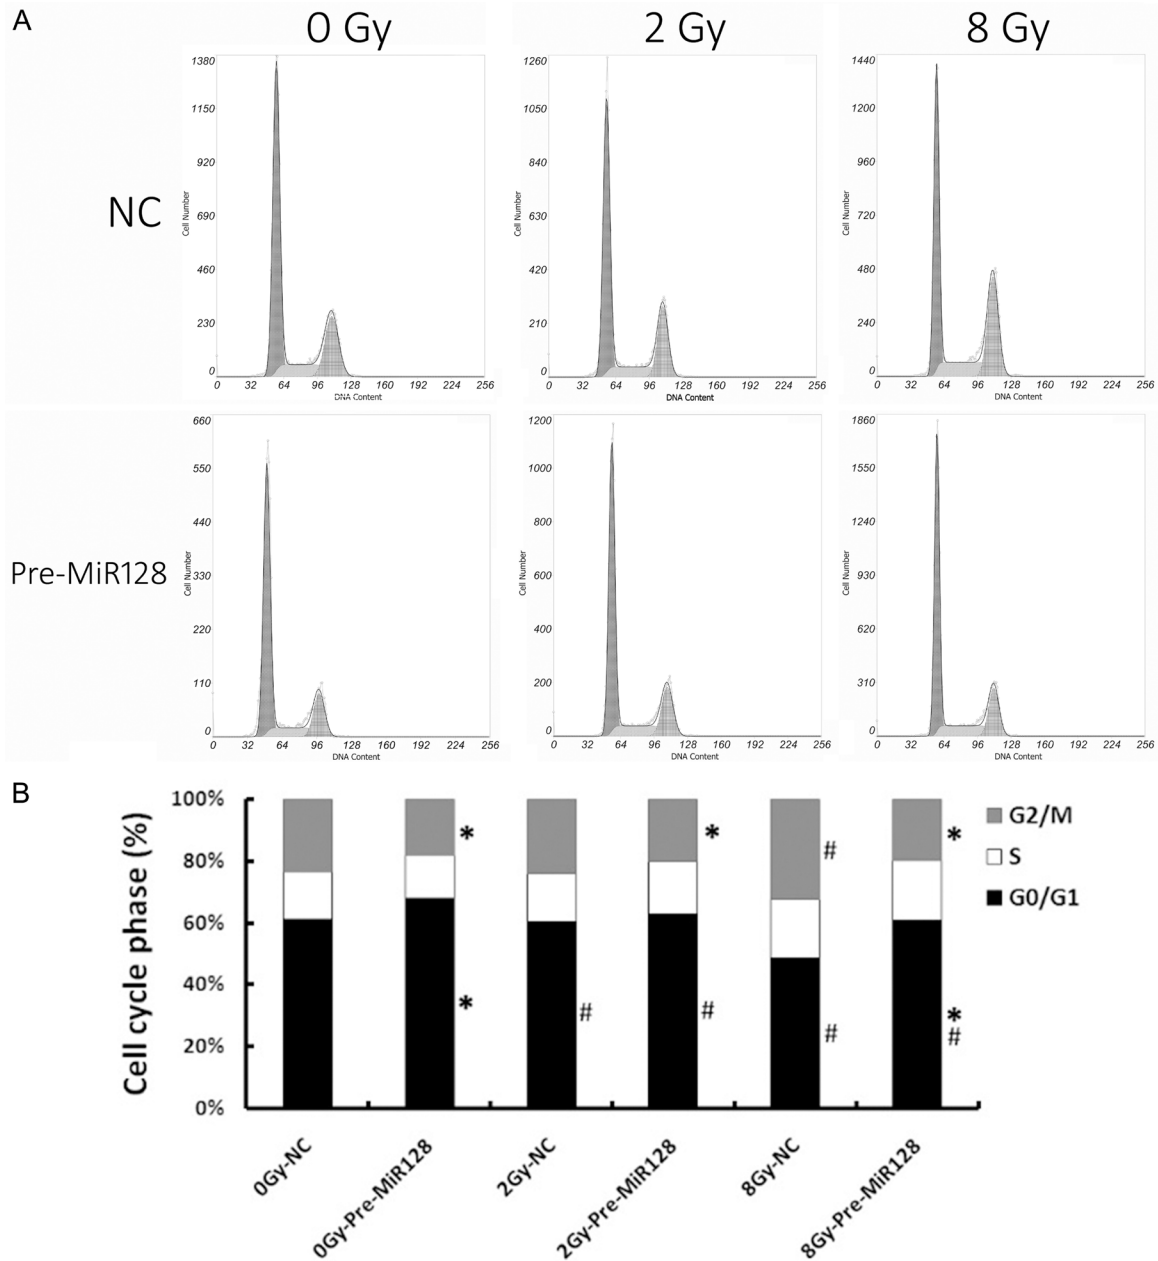 A
0 Gy 2 Gy 8 Gy
NC
Cell Number
1380
1150
920
690
460
230
0
0 32 64 96 128 160 192 224 256
DNA Content
Cell Number
1260
1050
840
630
420
210
0
0 32 64 96 128 160 192 224 256
DNA Content
Cell Number
1440
1200
960
720
480
240
0
0 32 64 96 128 160 192 224 256
DNA Content
Pre-MiR128
Cell Number
660
550
440
330
220
110
0
0 32 64 96 128 160 192 224 256
DNA Content
Cell Number
1200
1000
800
600
400
200
0
0 32 64 96 128 160 192 224 256
DNA Content
Cell Number
1860
1550
1240
930
620
310
0
0 32 64 96 128 160 192 224 256
DNA Content
B
Cell cycle phase (%)
100%
80%
60%
40%
20%
0%
* * # *
* # # # *
#
G2/M
S
G0/G1
0Gy-NC
0Gy-Pre-MiR128
2Gy-NC
2Gy-Pre-MiR128
8Gy-NC
8Gy-Pre-MiR128